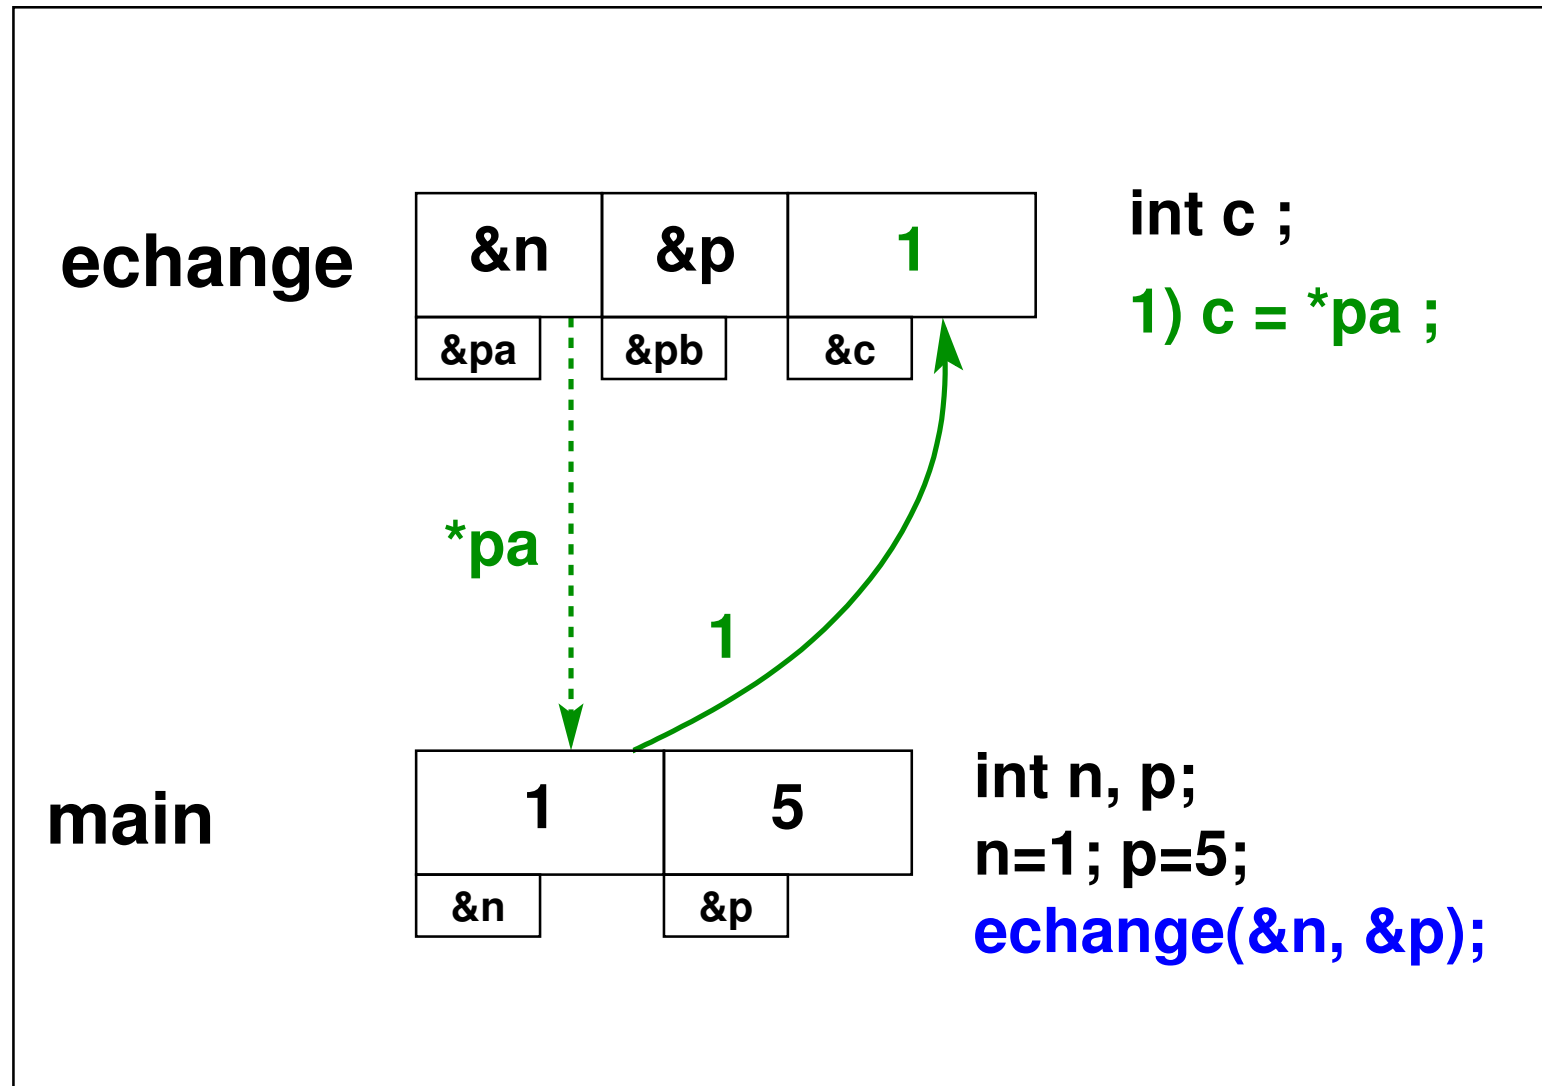 echange
&n &p 1
&pa &pb &c
int c ;
1) c = *pa ;
*pa
1
main
1 5
&n &p
int n, p;
n=1; p=5;
echange(&n, &p);